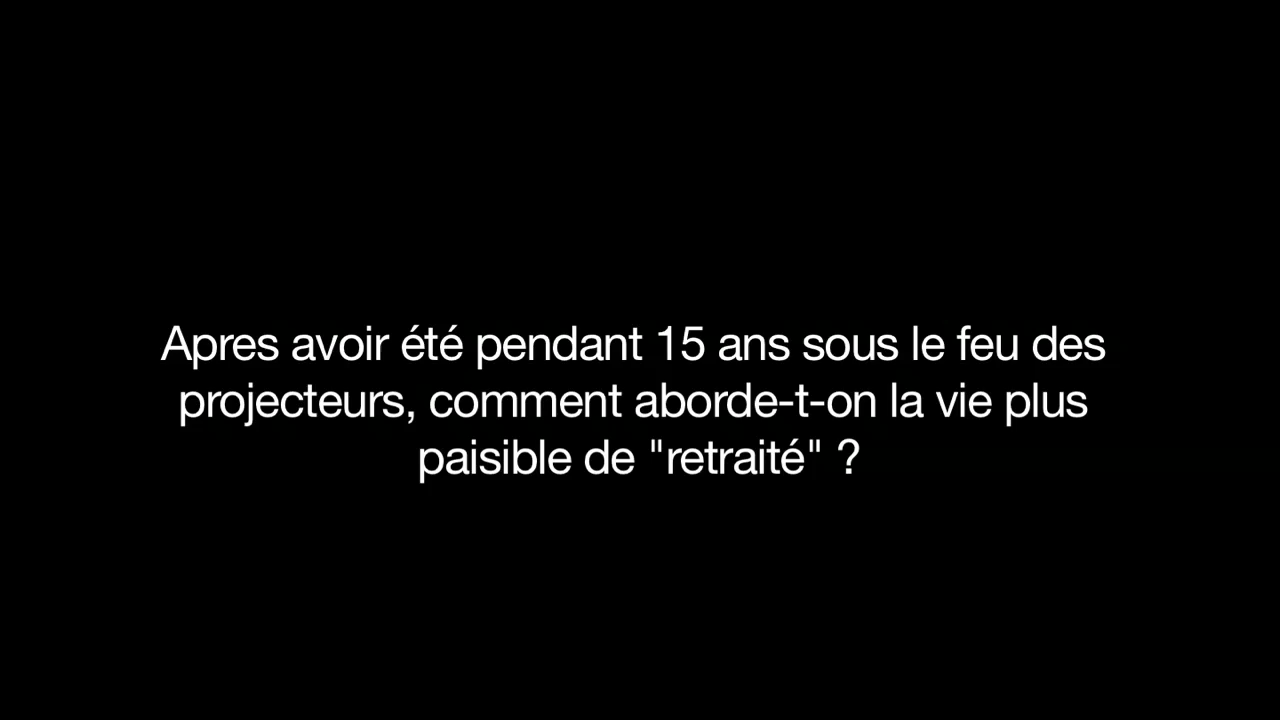 Apres avoir été pendant 15 ans sous le feu des
projecteurs, comment aborde-t-on la vie plus
paisible de "retraité" ?